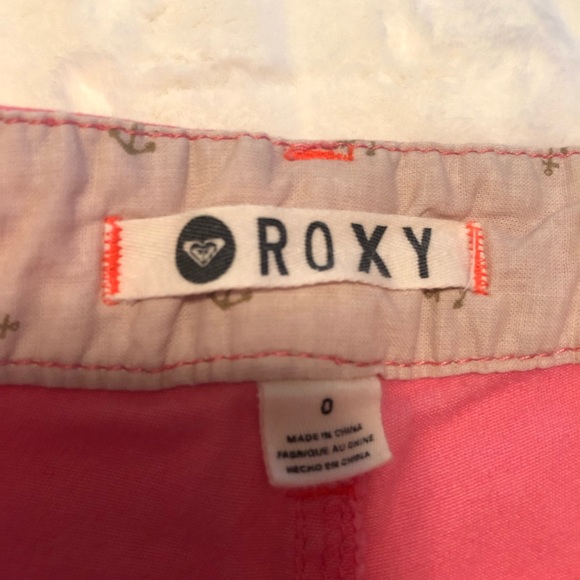 ROXY
0
MADE IN CHINA
FABRIQUE AU CHINE
HECHO EN CHINA